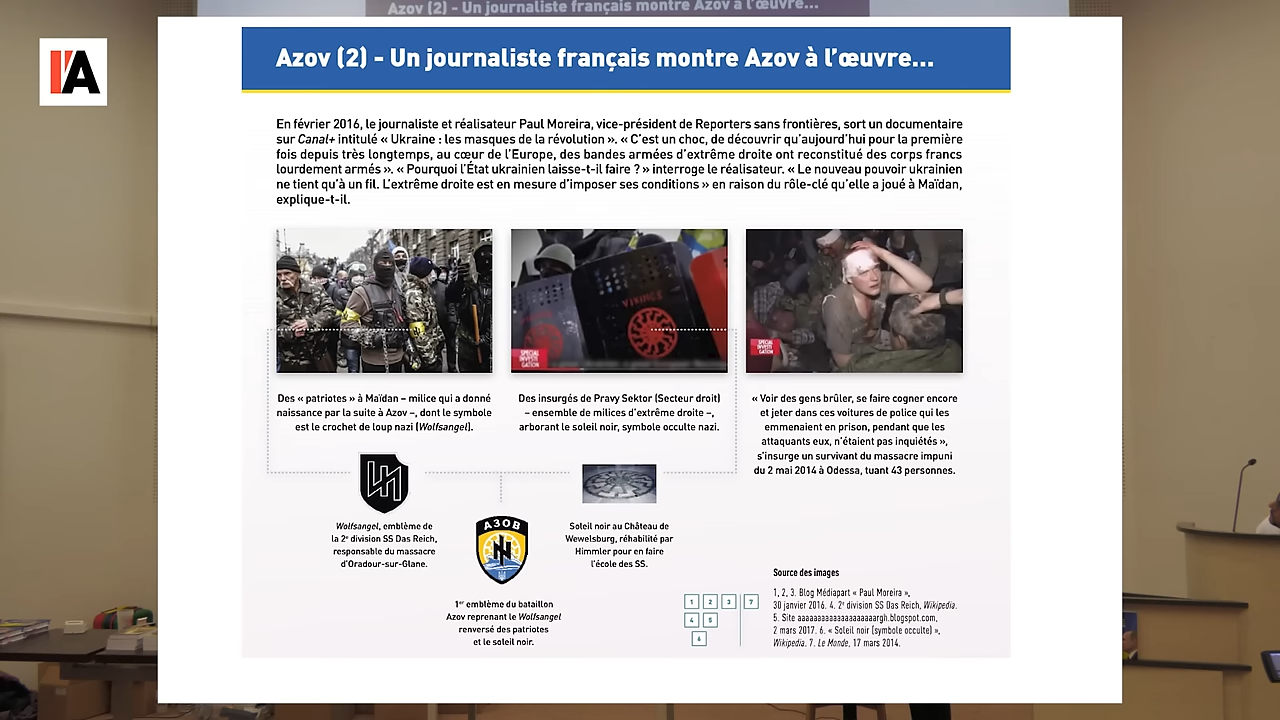 Azov (2) - Un journaliste français montre Azov à l’œuvre...
l'A
Azov (2) - Un journaliste français montre Azov à l’œuvre...
En février 2016, le journaliste et réalisateur Paul Moreira, vice-président de Reporters sans frontières, sort un documentaire
sur Canal+ intitulé « Ukraine : les masques de la révolution ». « C’est un choc, de découvrir qu’aujourd’hui pour la première
fois depuis très longtemps, au cœur de l’Europe, des bandes armées d’extrême droite ont reconstitué des corps francs
lourdement armés ». « Pourquoi l’État ukrainien laisse-t-il faire ? » interroge le réalisateur. « Le nouveau pouvoir ukrainien
ne tient qu’à un fil. L’extrême droite est en mesure d’imposer ses conditions » en raison du rôle-clé qu’elle a joué à Maïdan,
explique-t-il.
VIKINGS
SPECIAL
INVESTI
GATION
SPECIAL
INVESTI
GATION
Des « patriotes » à Maïdan – milice qui a donné
naissance par la suite à Azov –, dont le symbole
est le crochet de loup nazi (Wolfsangel).
Des insurgés de Pravy Sektor (Secteur droit)
– ensemble de milices d’extrême droite –,
arborant le soleil noir, symbole occulte nazi.
« Voir des gens brûler, se faire cogner encore
et jeter dans ces voitures de police qui les
emmenaient en prison, pendant que les
attaquants eux, n’étaient pas inquiétés »,
s’insurge un survivant du massacre impuni
du 2 mai 2014 à Odessa, tuant 43 personnes.
Wolfsangel, emblème de
la 2e division SS Das Reich,
responsable du massacre
d’Oradour-sur-Glane.
АЗОВ
1er emblème du bataillon
Azov reprenant le Wolfsangel
renversé des patriotes
et le soleil noir.
Soleil noir au Château de
Wewelsburg, réhabilité par
Himmler pour en faire
l’école des SS.
1 2 3 7
4 5
6
Source des images
1, 2, 3. Blog Médiapart « Paul Moreira »,
30 janvier 2016. 4. 2e division SS Das Reich, Wikipedia.
5. Site aaaaaaaaaaaaaaaaaaargh.blogspot.com,
2 mars 2017. 6. « Soleil noir (symbole occulte) »,
Wikipedia. 7. Le Monde, 17 mars 2014.